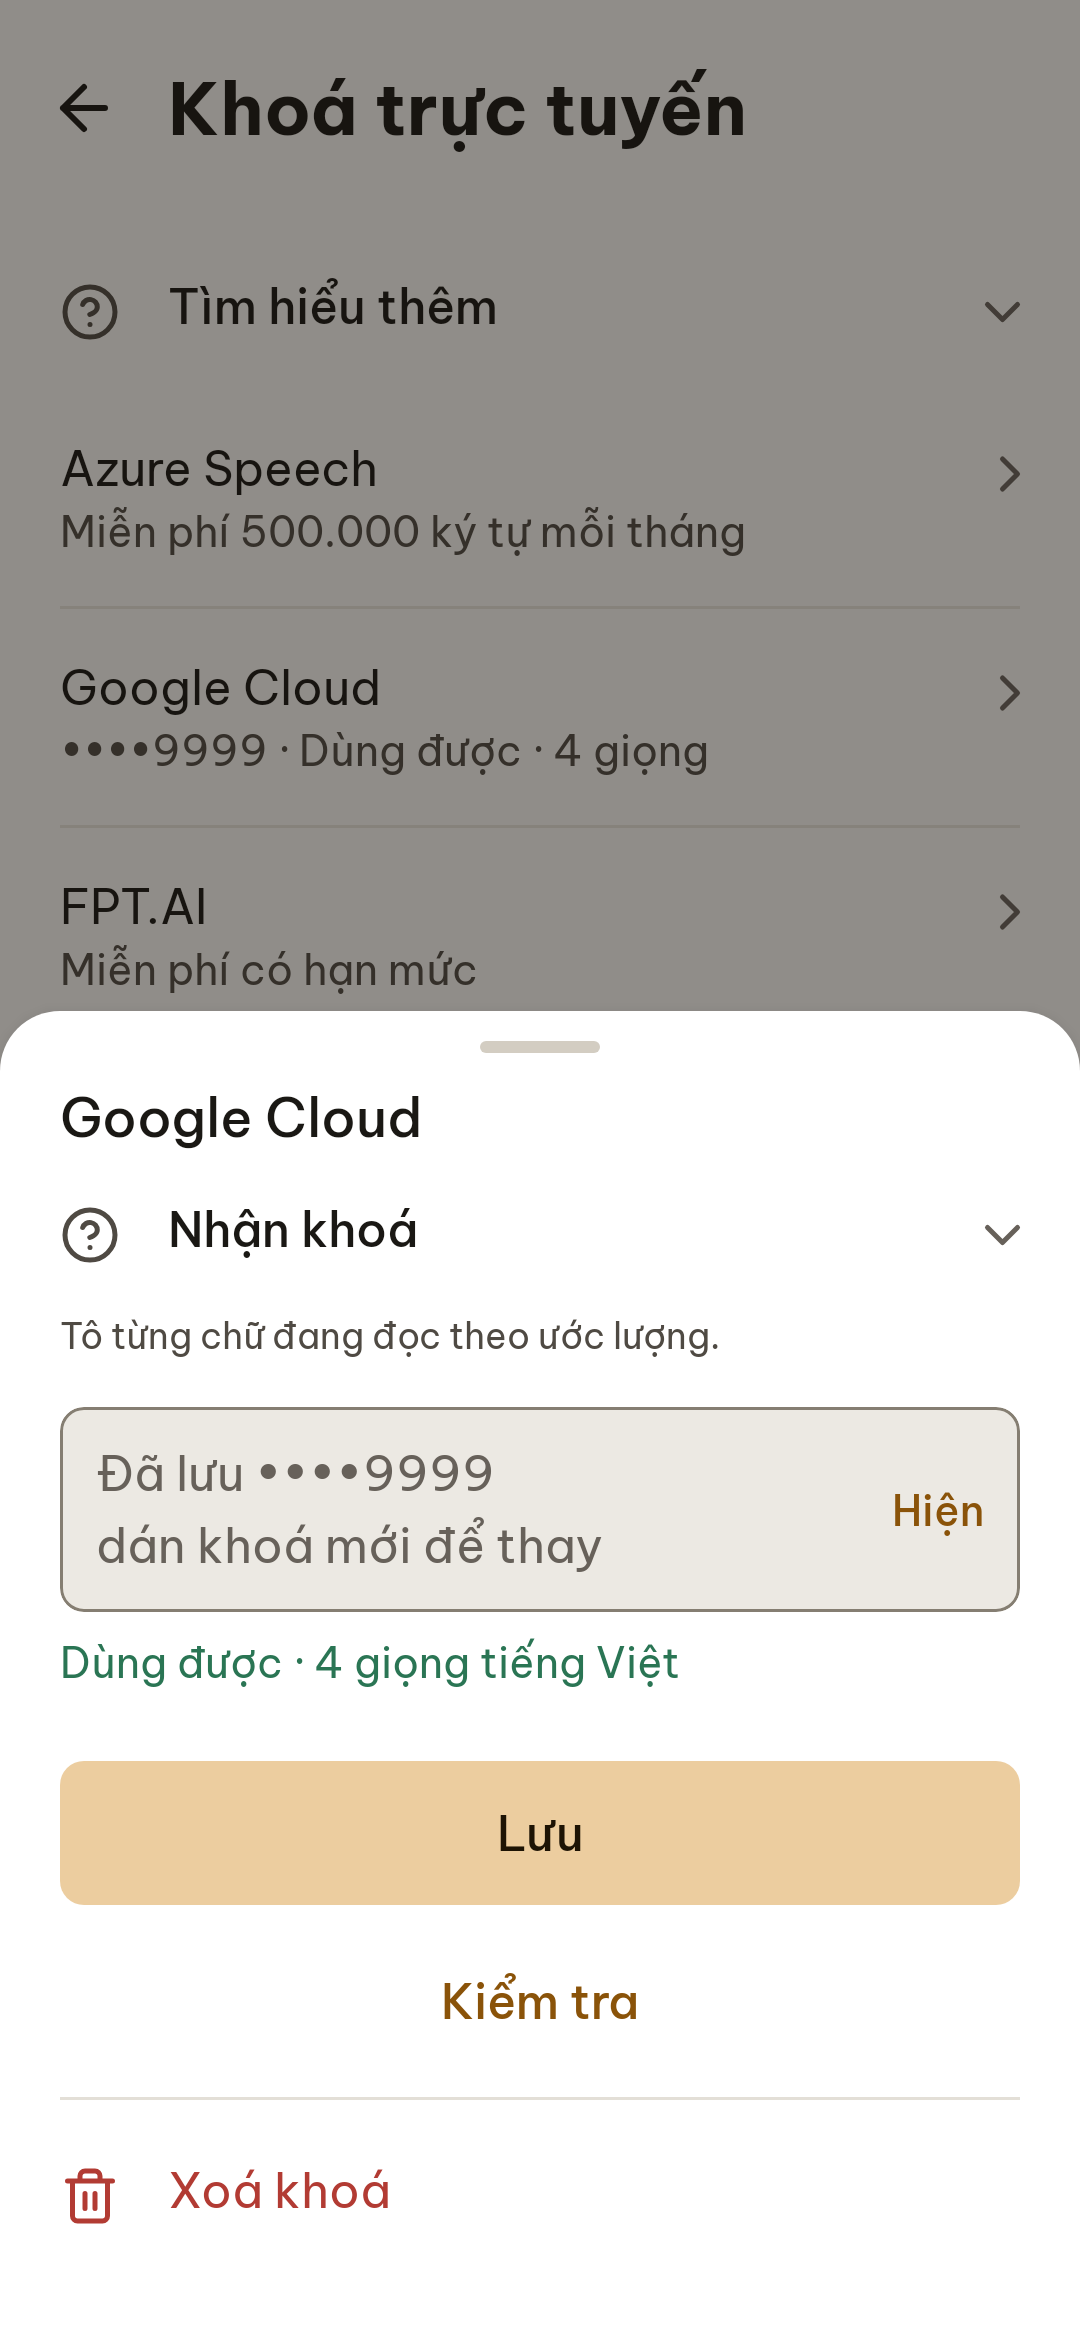 Khoá trực tuyến
Tìm hiểu thêm
Azure Speech
Miễn phí 500.000 ký tự mỗi tháng
Google Cloud
••••9999 · Dùng được · 4 giọng
FPT.AI
Miễn phí có hạn mức
Google Cloud
Nhận khoá
Tô từng chữ đang đọc theo ước lượng.
Đã lưu ••••9999
dán khoá mới để thay
Hiện
Dùng được · 4 giọng tiếng Việt
Lưu
Kiểm tra
Xoá khoá